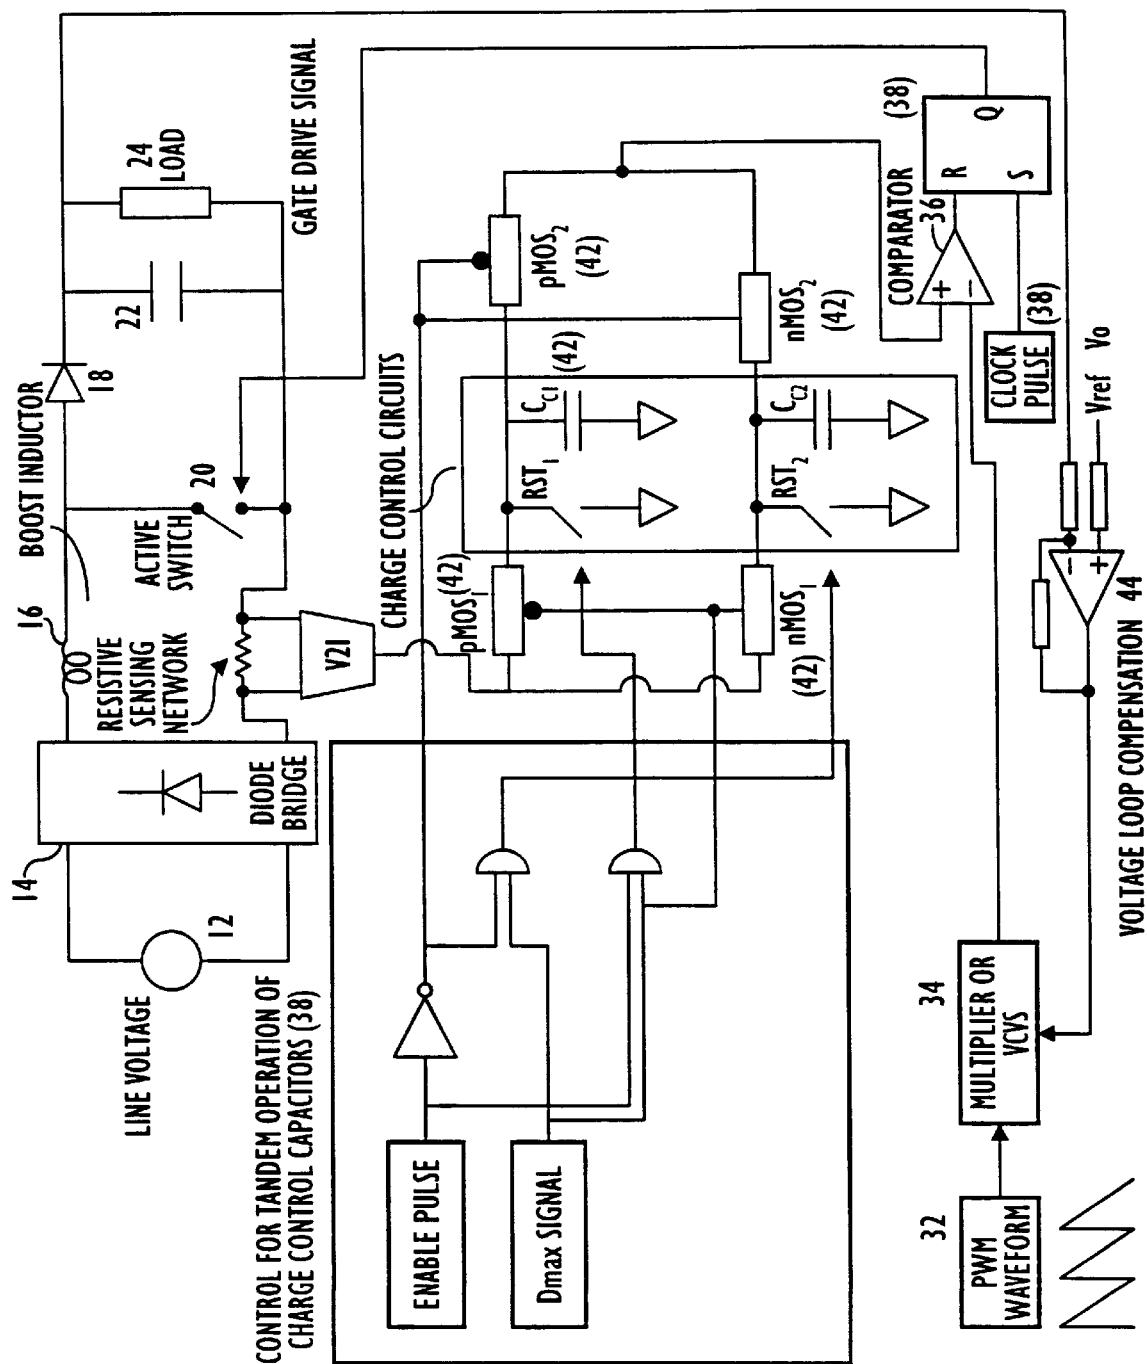 LINE VOLTAGE
12
14
DIODE
BRIDGE
16
BOOST INDUCTOR
18
RESISTIVE
SENSING
NETWORK
ACTIVE
SWITCH
20
22
24
LOAD
GATE DRIVE SIGNAL
V2I
CONTROL FOR TANDEM OPERATION OF
CHARGE CONTROL CAPACITORS (38)
ENABLE PULSE
Dmax SIGNAL
CHARGE CONTROL CIRCUITS
pMOS1 (42)
RST1
CC1
(42)
pMOS2
(42)
nMOS1
(42)
RST2
CC2
nMOS2
(42)
COMPARATOR
36
+
−
R
S
Q
(38)
CLOCK
PULSE
(38)
Vref
Vo
−
+
VOLTAGE LOOP COMPENSATION 44
32
PWM
WAVEFORM
34
MULTIPLIER OR
VCVS